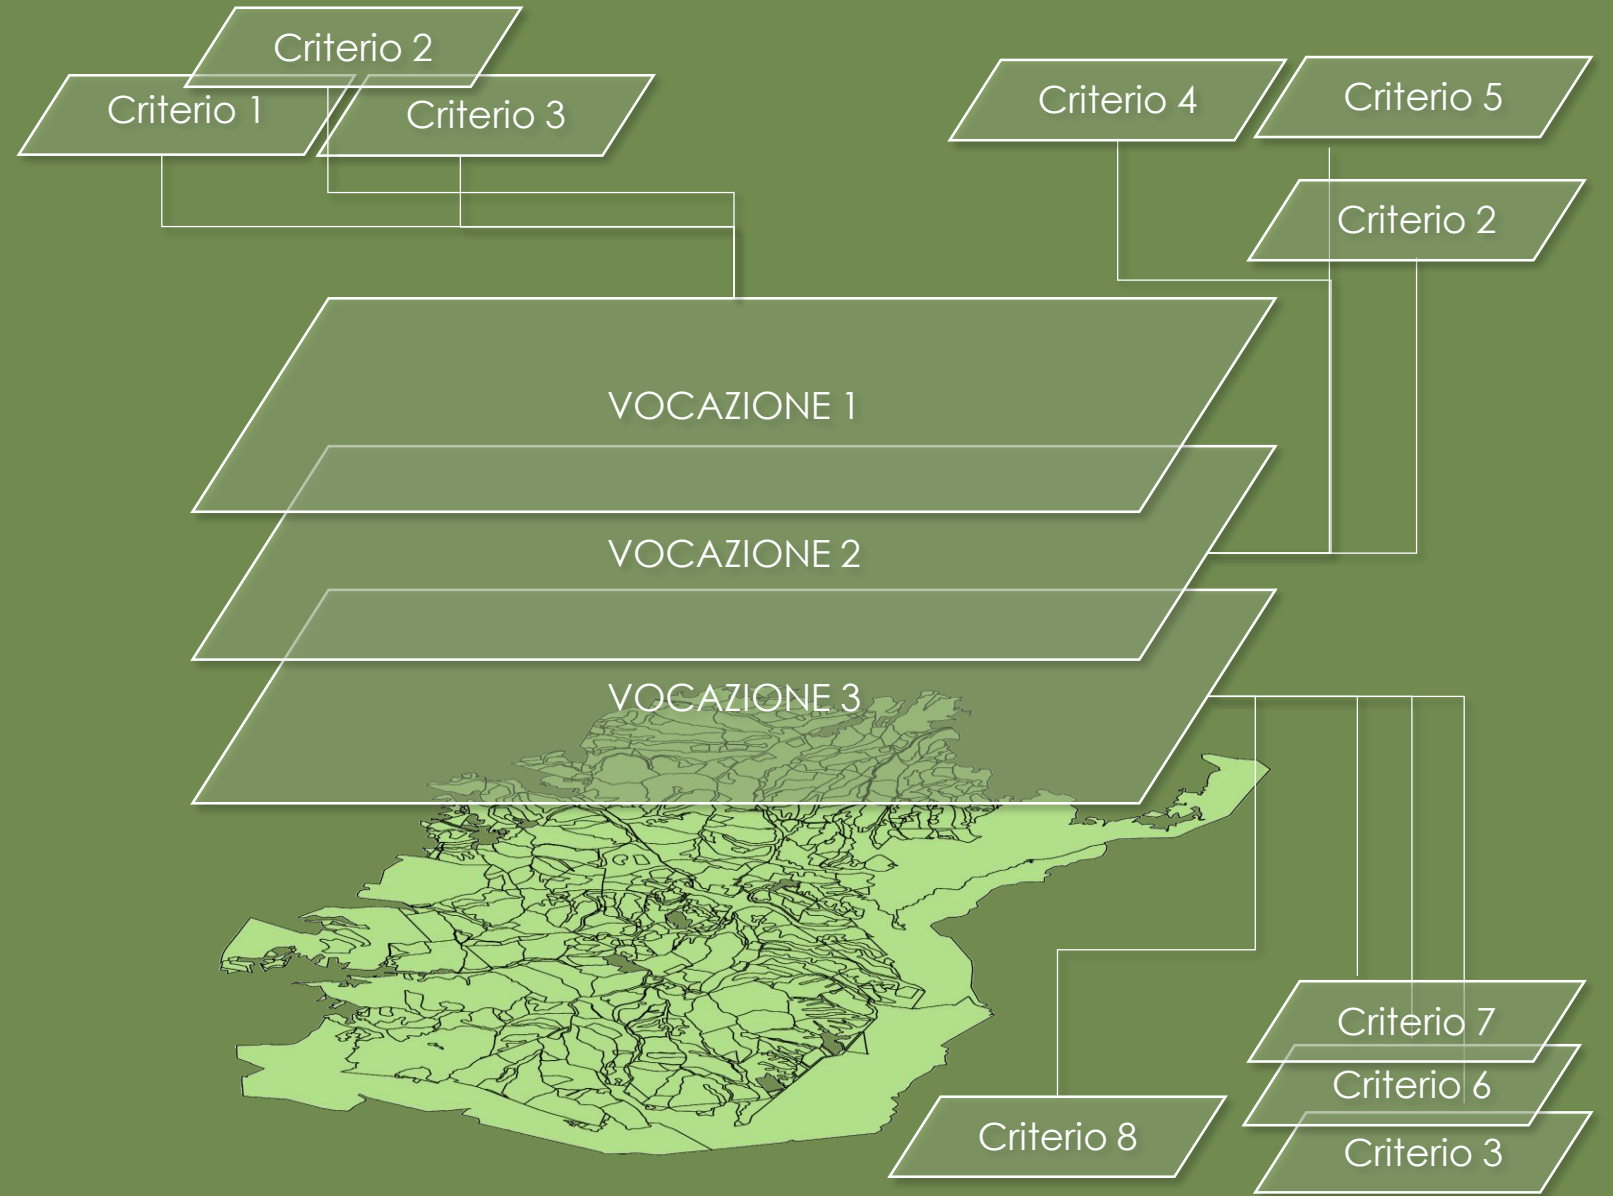 Criterio 2
Criterio 1
Criterio 3
Criterio 4
Criterio 5
Criterio 2
VOCAZIONE 1
VOCAZIONE 2
VOCAZIONE 3
Criterio 7
Criterio 6
Criterio 8
Criterio 3